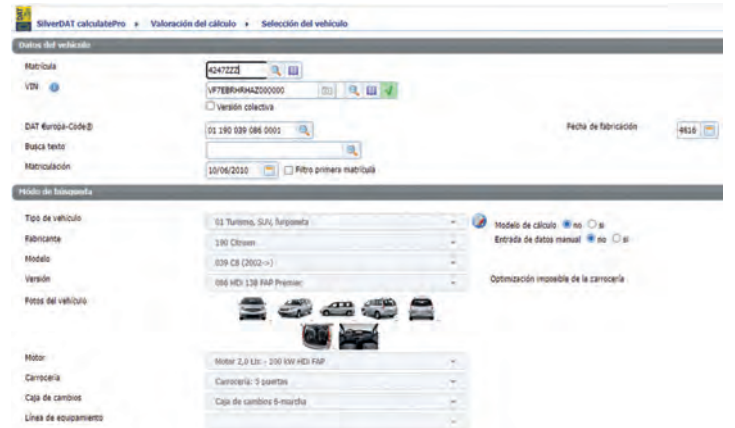 SilverDAT calculatePro ▸ Valoración del cálculo ▸ Selección del vehículo
Datos del vehículo
Matrícula 4247ZZZ
VIN VF7EBRHRHAZ000000
Versión colectiva
DAT €uropa-Code® 01 190 039 086 0001 Fecha de fabricación 4816
Busca texto
Matriculación 10/06/2010 Filtro primera matrícula
Modo de búsqueda
Tipo de vehículo 01 Turismo, SUV, furgoneta Modelo de cálculo no si
Fabricante 190 Citroen Entrada de datos manual no si
Modelo 039 C8 (2002->)
Versión 086 HDi 138 FAP Premier Optimización imposible de la carrocería
Fotos del vehículo
Motor Motor 2,0 Ltr. - 100 kW HDI FAP
Carrocería Carrocería: 5 puertas
Caja de cambios Caja de cambios 6-marcha
Línea de equipamiento